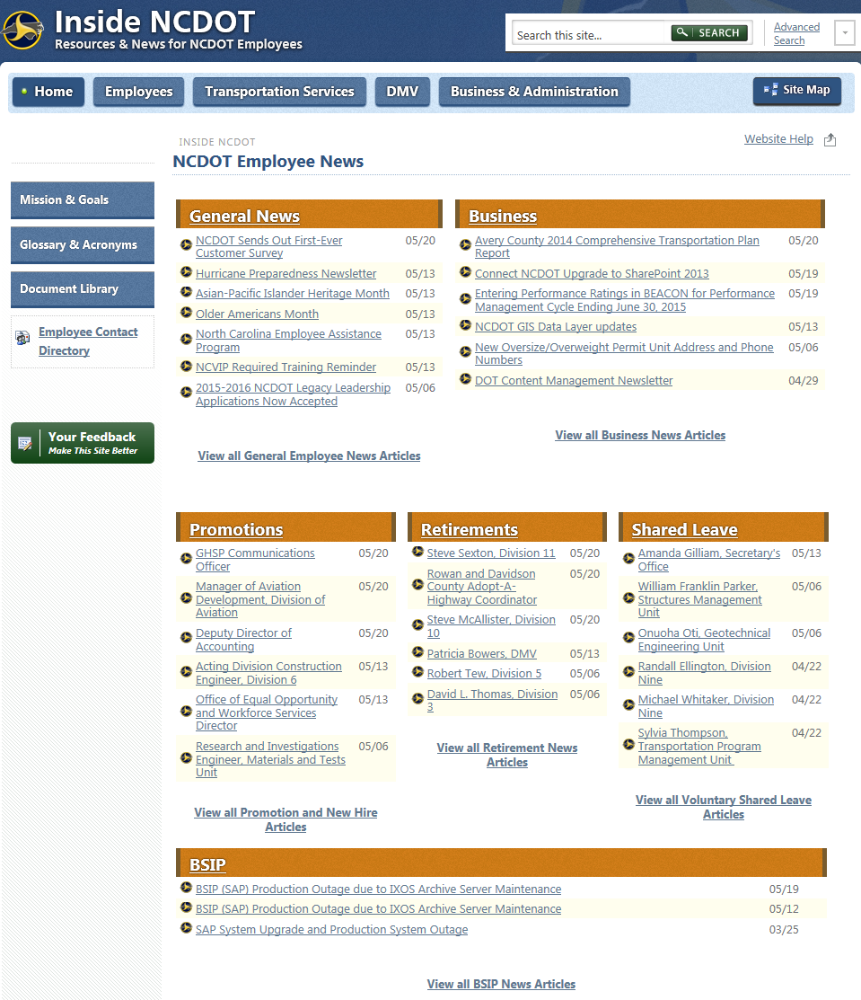 Inside NCDOT
Resources & News for NCDOT Employees
Search this site...
SEARCH
Advanced
Search
Home
Employees
Transportation Services
DMV
Business & Administration
Site Map
INSIDE NCDOT
Website Help
NCDOT Employee News
Mission & Goals
Glossary & Acronyms
Document Library
Employee Contact
Directory
Your Feedback
Make This Site Better
General News
NCDOT Sends Out First-Ever 05/20
Customer Survey
Hurricane Preparedness Newsletter 05/13
Asian-Pacific Islander Heritage Month 05/13
Older Americans Month 05/13
North Carolina Employee Assistance 05/13
Program
NCVIP Required Training Reminder 05/13
2015-2016 NCDOT Legacy Leadership 05/06
Applications Now Accepted
View all General Employee News Articles
Business
Avery County 2014 Comprehensive Transportation Plan 05/20
Report
Connect NCDOT Upgrade to SharePoint 2013 05/19
Entering Performance Ratings in BEACON for Performance 05/19
Management Cycle Ending June 30, 2015
NCDOT GIS Data Layer updates 05/13
New Oversize/Overweight Permit Unit Address and Phone 05/06
Numbers
DOT Content Management Newsletter 04/29
View all Business News Articles
Promotions
GHSP Communications 05/20
Officer
Manager of Aviation 05/20
Development, Division of
Aviation
Deputy Director of 05/20
Accounting
Acting Division Construction 05/13
Engineer, Division 6
Office of Equal Opportunity 05/13
and Workforce Services
Director
Research and Investigations 05/06
Engineer, Materials and Tests
Unit
View all Promotion and New Hire
Articles
Retirements
Steve Sexton, Division 11 05/20
Rowan and Davidson 05/20
County Adopt-A-
Highway Coordinator
Steve McAllister, Division 05/20
10
Patricia Bowers, DMV 05/13
Robert Tew, Division 5 05/06
David L. Thomas, Division 05/06
3
View all Retirement News
Articles
Shared Leave
Amanda Gilliam, Secretary's 05/13
Office
William Franklin Parker, 05/06
Structures Management
Unit
Onuoha Oti, Geotechnical 05/06
Engineering Unit
Randall Ellington, Division 04/22
Nine
Michael Whitaker, Division 04/22
Nine
Sylvia Thompson, 04/22
Transportation Program
Management Unit
View all Voluntary Shared Leave
Articles
BSIP
BSIP (SAP) Production Outage due to IXOS Archive Server Maintenance 05/19
BSIP (SAP) Production Outage due to IXOS Archive Server Maintenance 05/12
SAP System Upgrade and Production System Outage 03/25
View all BSIP News Articles